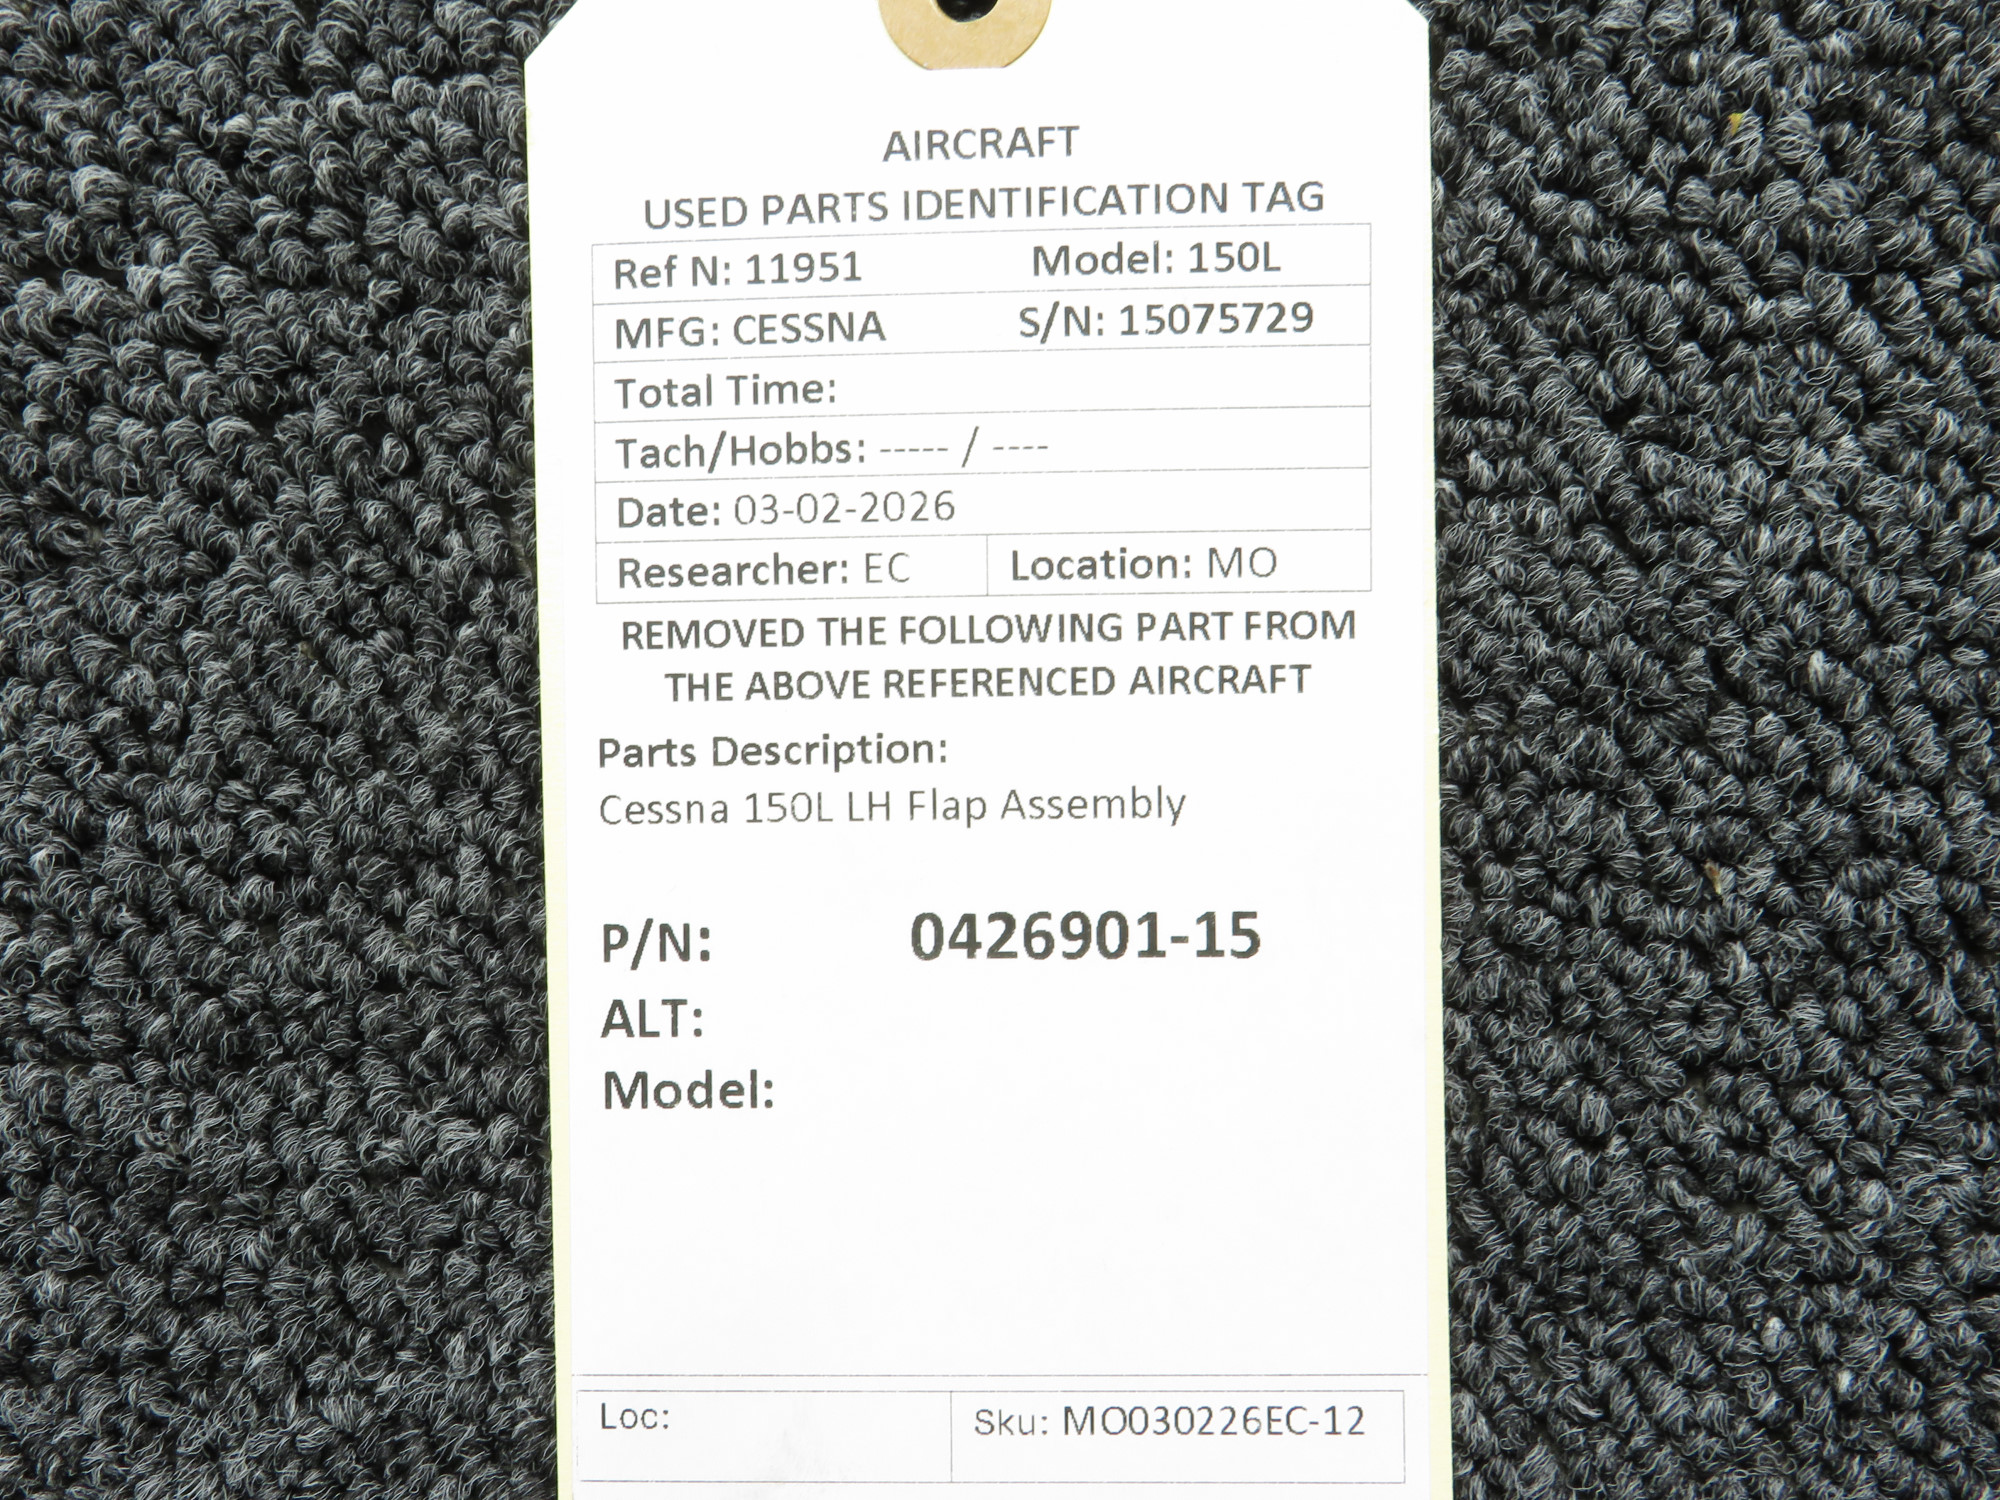 AIRCRAFT
USED PARTS IDENTIFICATION TAG
Ref N: 11951 Model: 150L
MFG: CESSNA S/N: 15075729
Total Time:
Tach/Hobbs: ----- / ----
Date: 03-02-2026
Researcher: EC Location: MO
REMOVED THE FOLLOWING PART FROM
THE ABOVE REFERENCED AIRCRAFT
Parts Description:
Cessna 150L LH Flap Assembly
P/N: 0426901-15
ALT:
Model:
Loc: Sku: MO030226EC-12